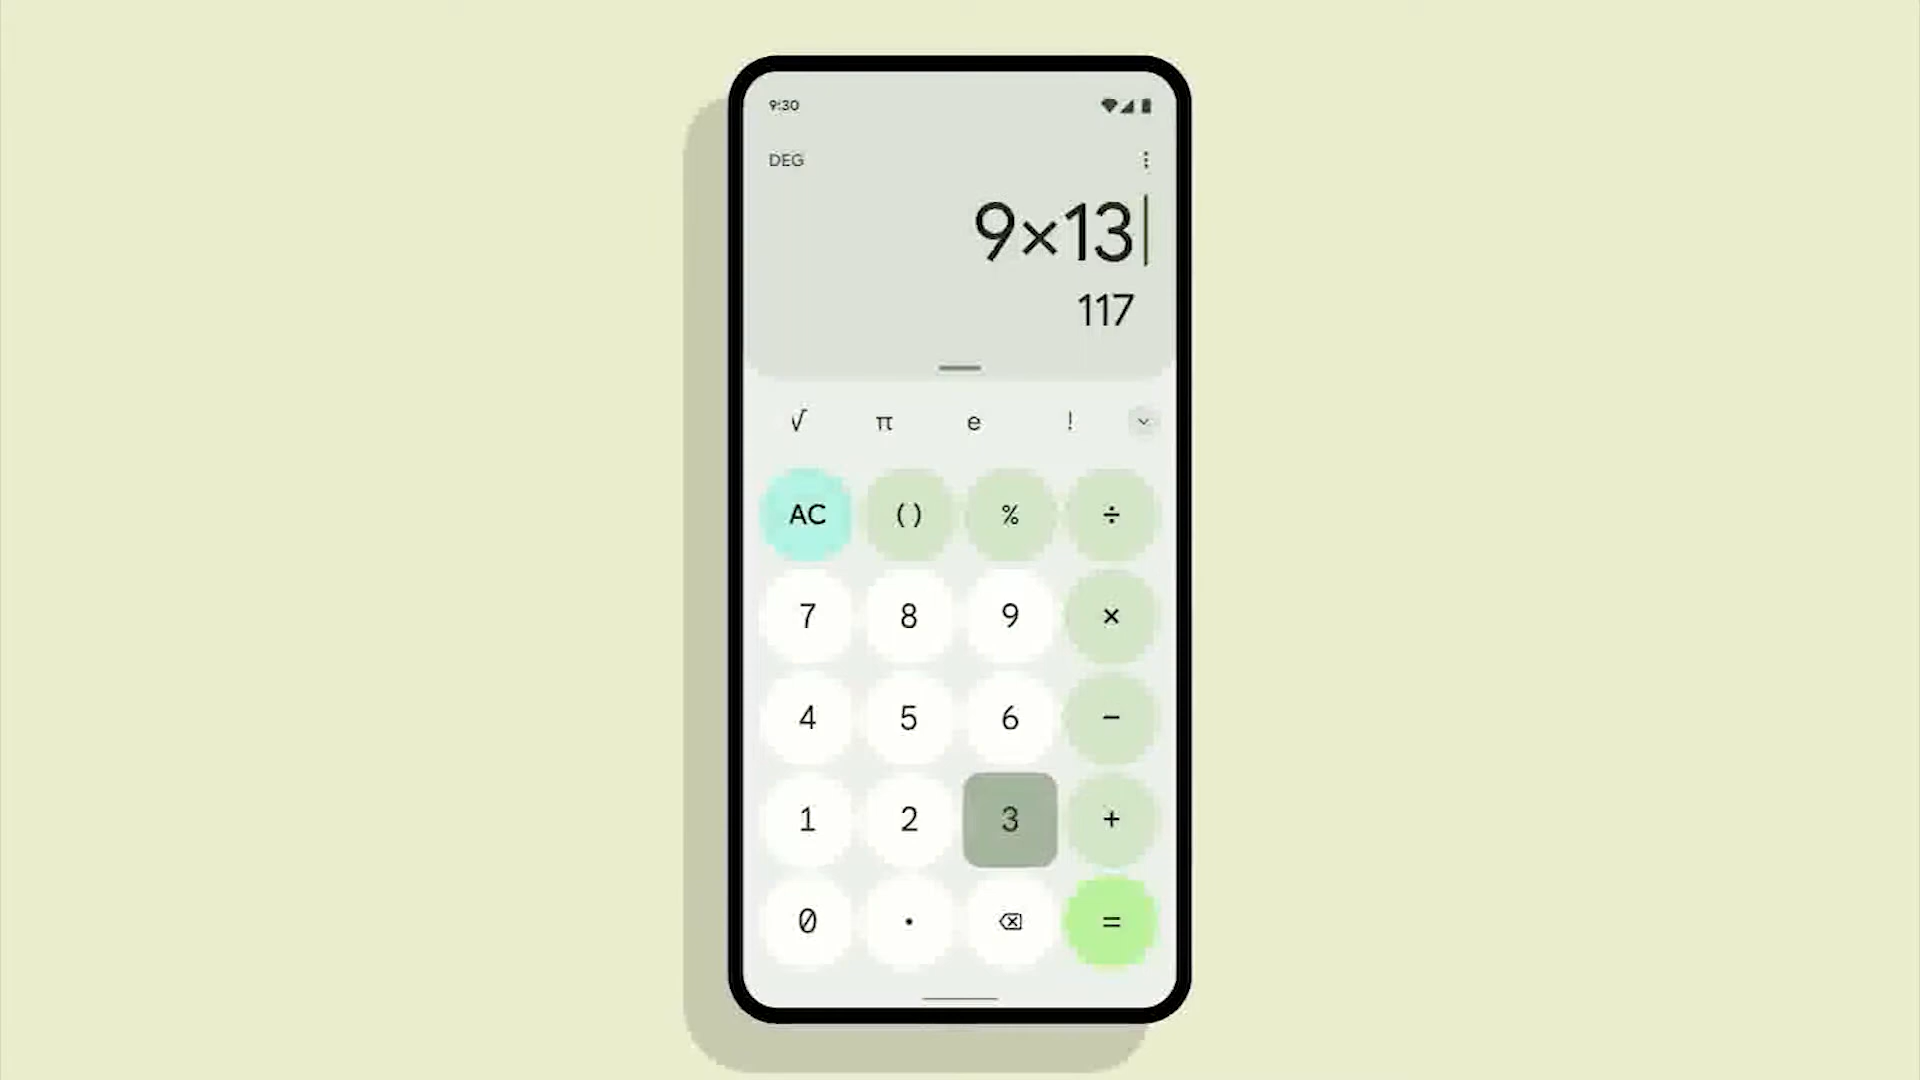 9:30
DEG
9×13
117
√ π e !
AC ( ) % ÷
7 8 9 ×
4 5 6 −
1 2 3 +
0 . =